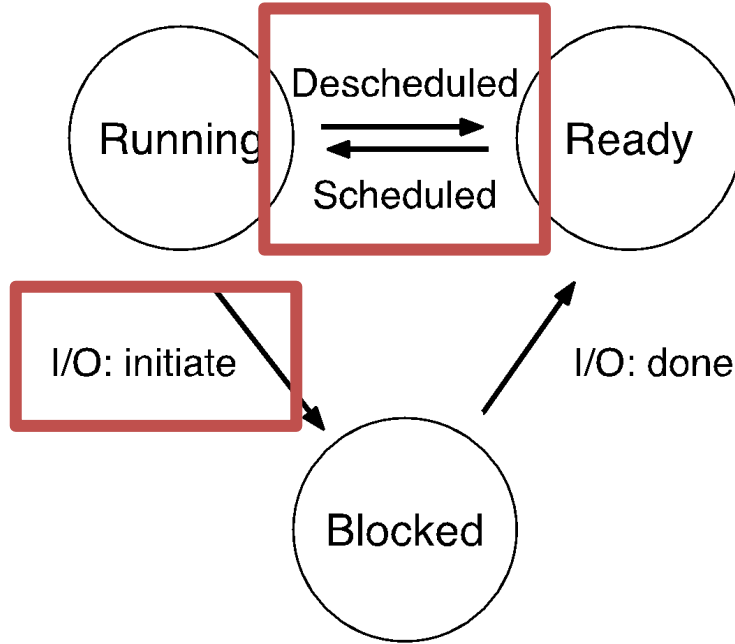 Descheduled
Running
Ready
Scheduled
I/O: initiate
I/O: done
Blocked